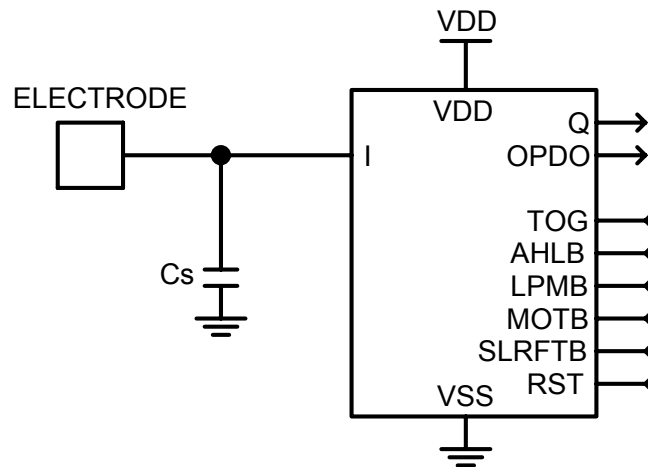 VDD
ELECTRODE
VDD
Q
I
OPDO
TOG
AHLB
Cs
LPMB
MOTB
SLRFTB
RST
VSS